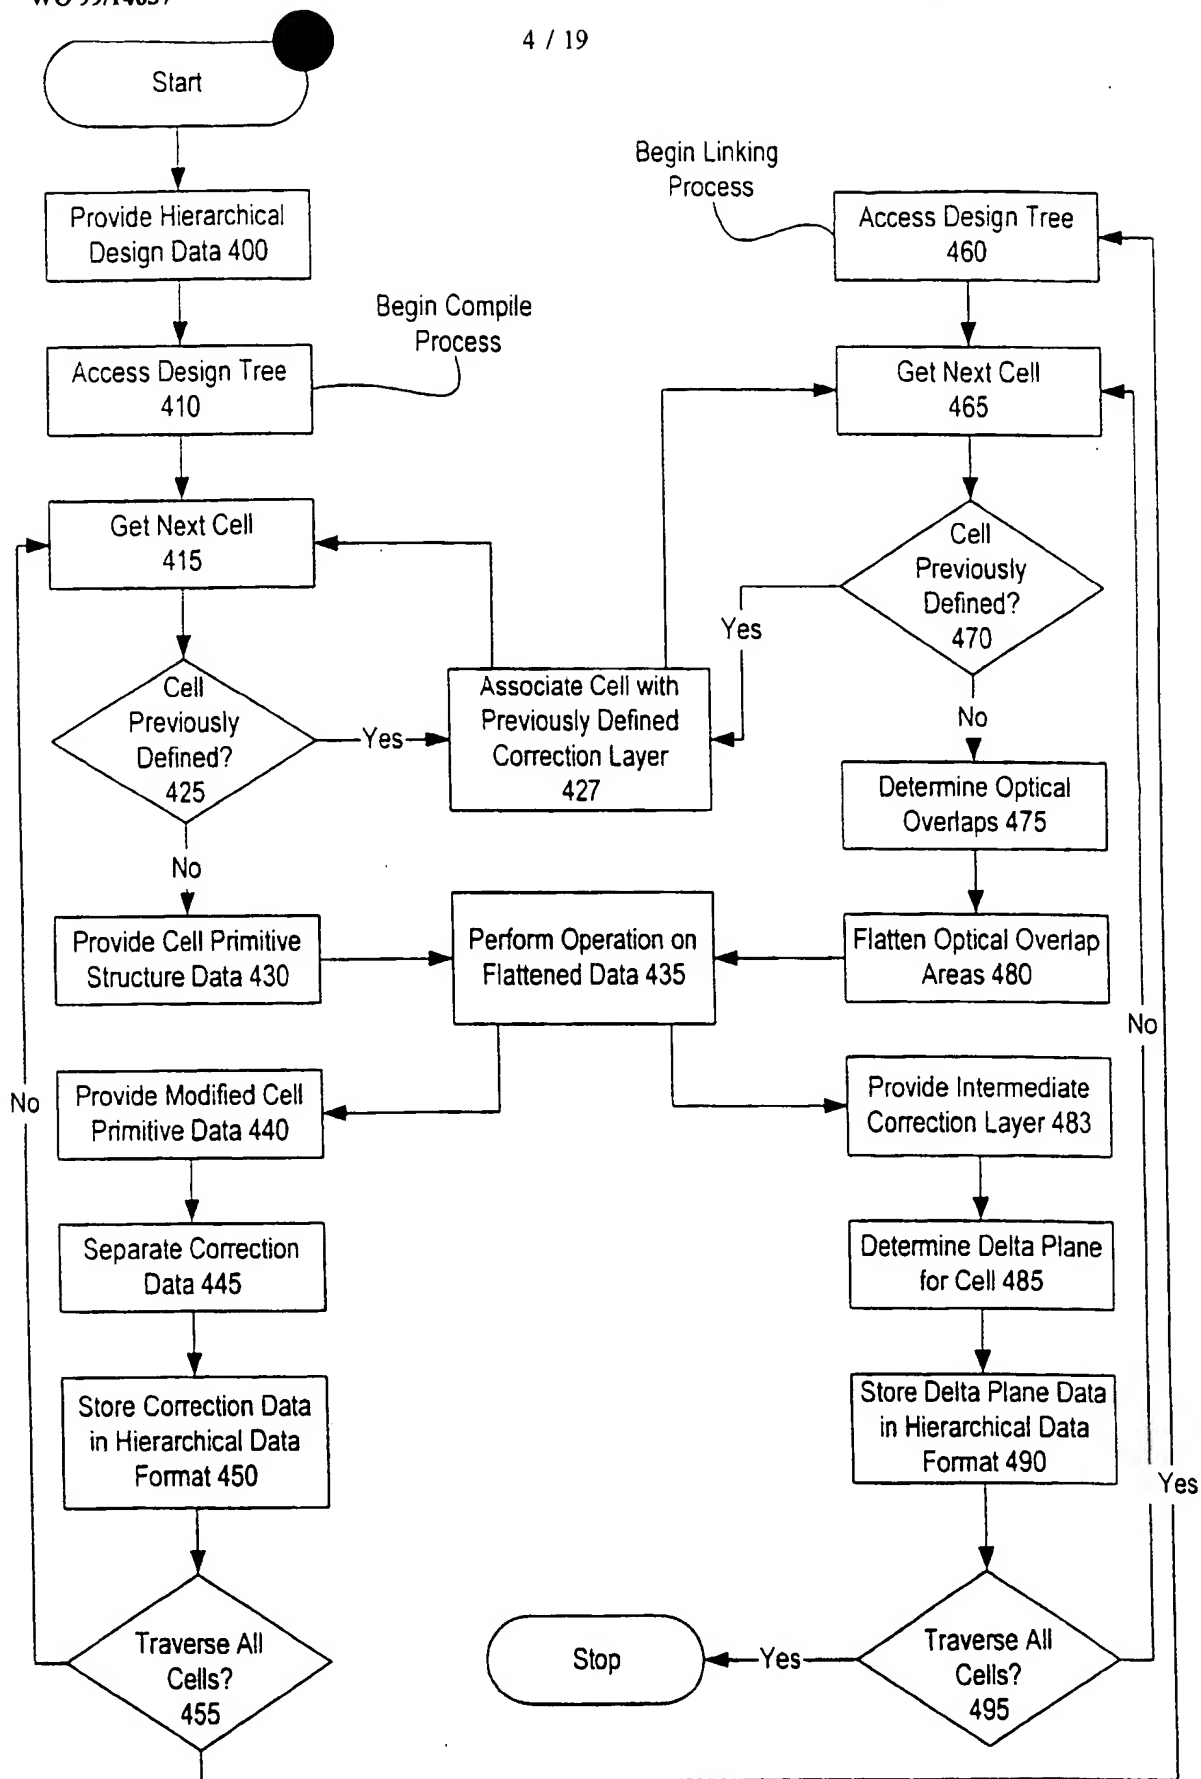 4 / 19
Start
Provide Hierarchical
Design Data 400
Begin Compile
Process
Access Design Tree
410
Get Next Cell
415
Cell
Previously
Defined?
425
Yes
No
Associate Cell with
Previously Defined
Correction Layer
427
Provide Cell Primitive
Structure Data 430
Perform Operation on
Flattened Data 435
Provide Modified Cell
Primitive Data 440
Separate Correction
Data 445
Store Correction Data
in Hierarchical Data
Format 450
Traverse All
Cells?
455
No
Begin Linking
Process
Access Design Tree
460
Get Next Cell
465
Cell
Previously
Defined?
470
Yes
No
Determine Optical
Overlaps 475
Flatten Optical Overlap
Areas 480
Provide Intermediate
Correction Layer 483
Determine Delta Plane
for Cell 485
Store Delta Plane Data
in Hierarchical Data
Format 490
Traverse All
Cells?
495
No
Yes
Yes
Stop